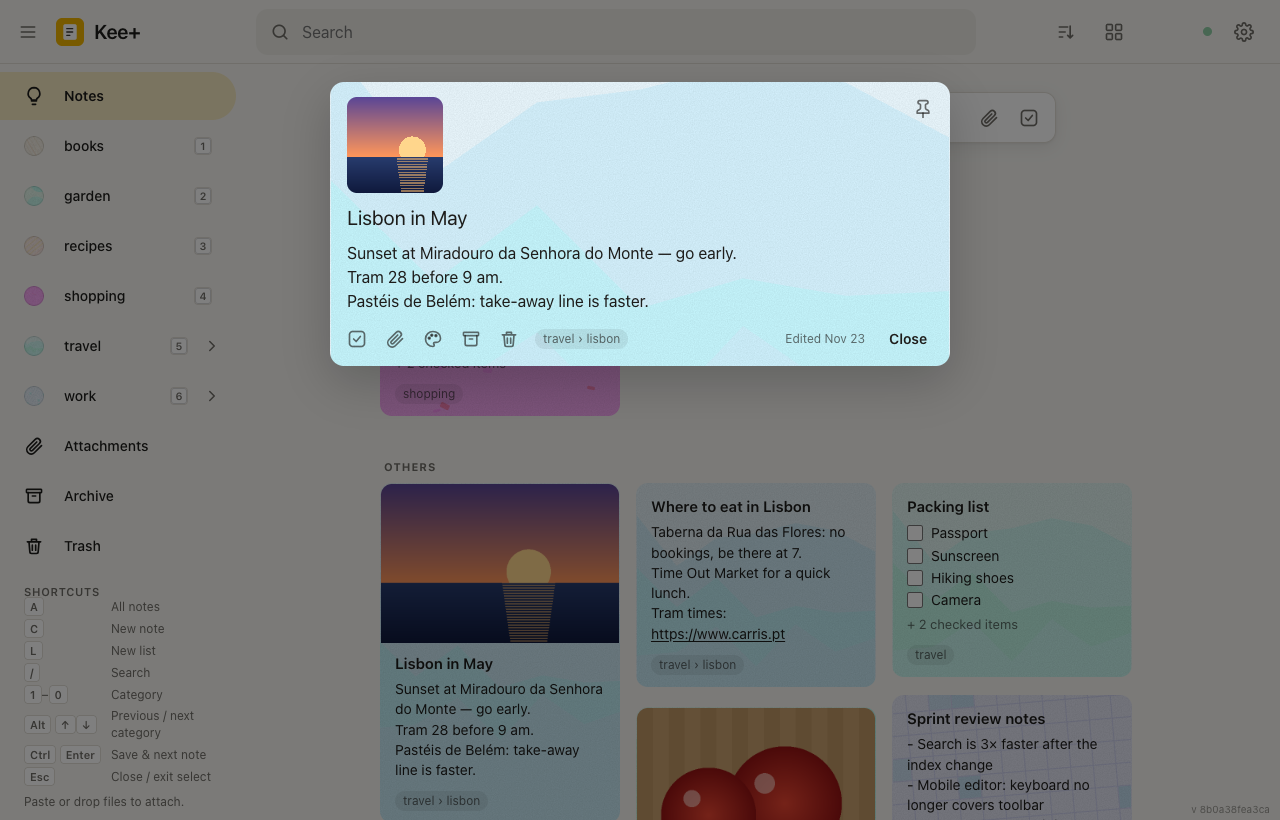 Kee+
Search
Notes
books 1
garden 2
recipes 3
shopping 4
travel 5
work 6
Attachments
Archive
Trash
SHORTCUTS
A All notes
C New note
L New list
/ Search
1 – 0 Category
Alt ↑ ↓ Previous / next
category
Ctrl Enter Save & next note
Esc Close / exit select
Paste or drop files to attach.
Lisbon in May
Sunset at Miradouro da Senhora do Monte — go early.
Tram 28 before 9 am.
Pastéis de Belém: take-away line is faster.
travel › lisbon
Edited Nov 23
Close
+ 2 checked items
shopping
OTHERS
Lisbon in May
Sunset at Miradouro da Senhora
do Monte — go early.
Tram 28 before 9 am.
Pastéis de Belém: take-away
line is faster.
travel › lisbon
Where to eat in Lisbon
Taberna da Rua das Flores: no
bookings, be there at 7.
Time Out Market for a quick
lunch.
Tram times:
https://www.carris.pt
travel › lisbon
Packing list
Passport
Sunscreen
Hiking shoes
Camera
+ 2 checked items
travel
Sprint review notes
- Search is 3× faster after the
index change
- Mobile editor: keyboard no
longer covers toolbar
v 8b0a38fea3ca